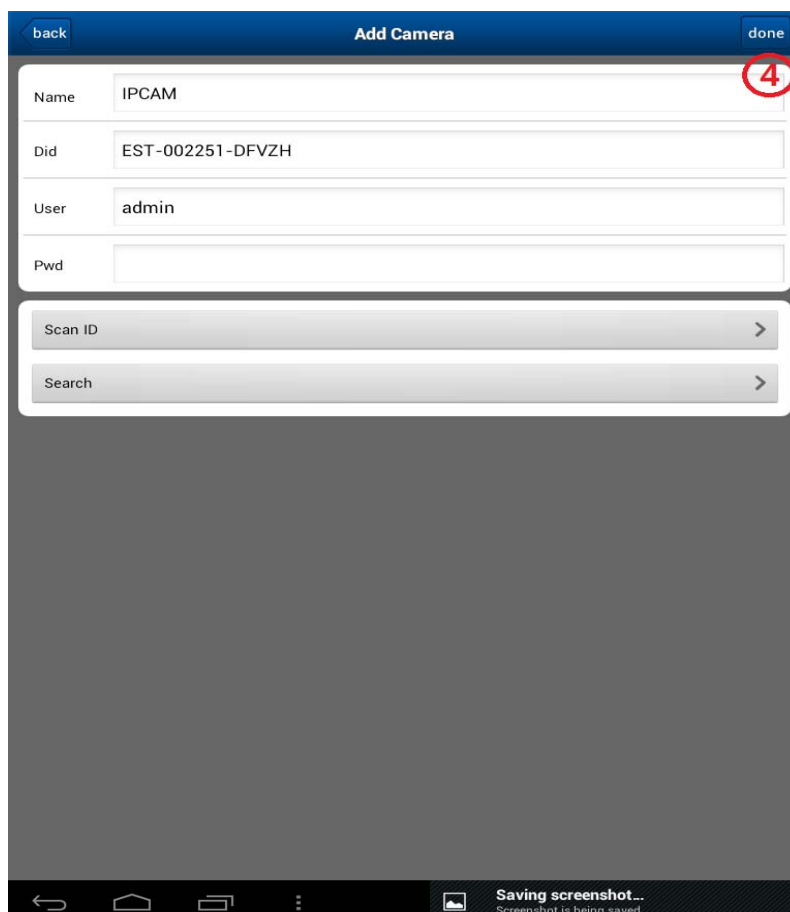 back Add Camera done
4
Name IPCAM
Did EST-002251-DFVZH
User admin
Pwd
Scan ID
Search
Saving screenshot...
Screenshot is being saved